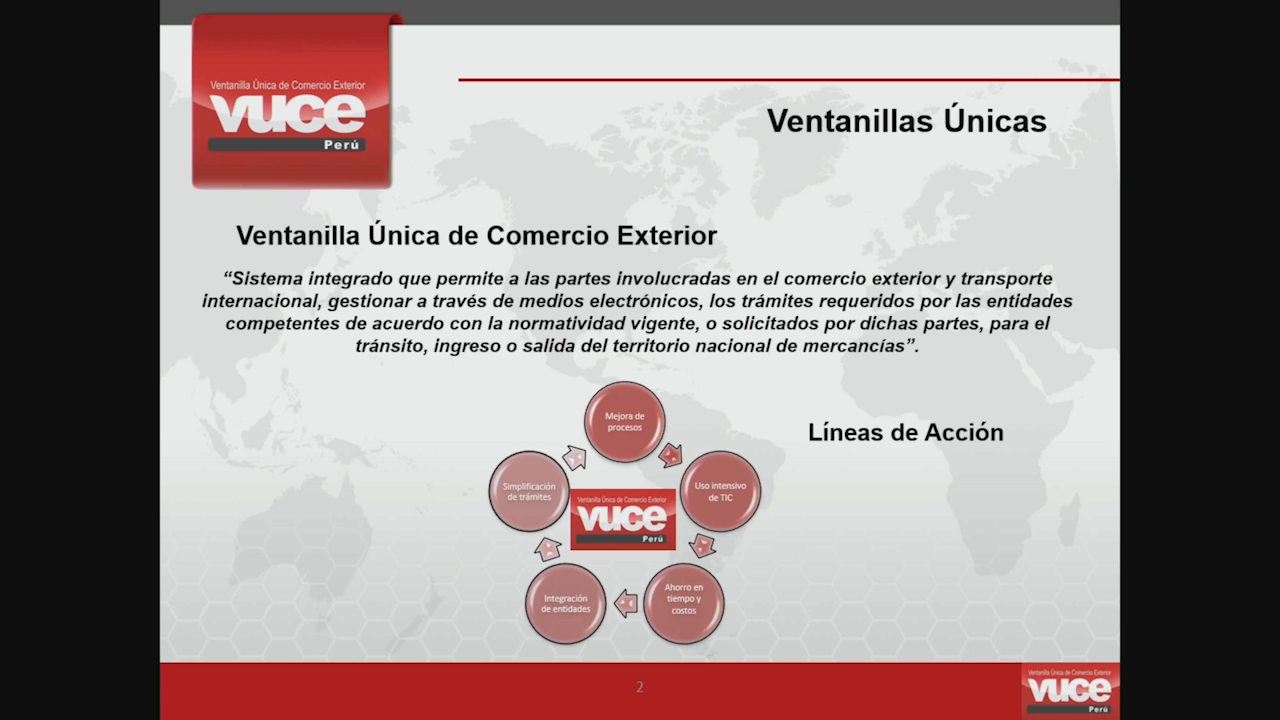 Ventanilla Única de Comercio Exterior
vuce
Perú
Ventanillas Únicas
Ventanilla Única de Comercio Exterior
“Sistema integrado que permite a las partes involucradas en el comercio exterior y transporte
internacional, gestionar a través de medios electrónicos, los trámites requeridos por las entidades
competentes de acuerdo con la normatividad vigente, o solicitados por dichas partes, para el
tránsito, ingreso o salida del territorio nacional de mercancías”.
Líneas de Acción
Mejora de
procesos
Uso intensivo
de TIC
Ahorro en
tiempo y
costos
Integración
de entidades
Simplificación
de trámites
Ventanilla Única de Comercio Exterior
vuce
Perú
2
Ventanilla Única de Comercio Exterior
vuce
Perú